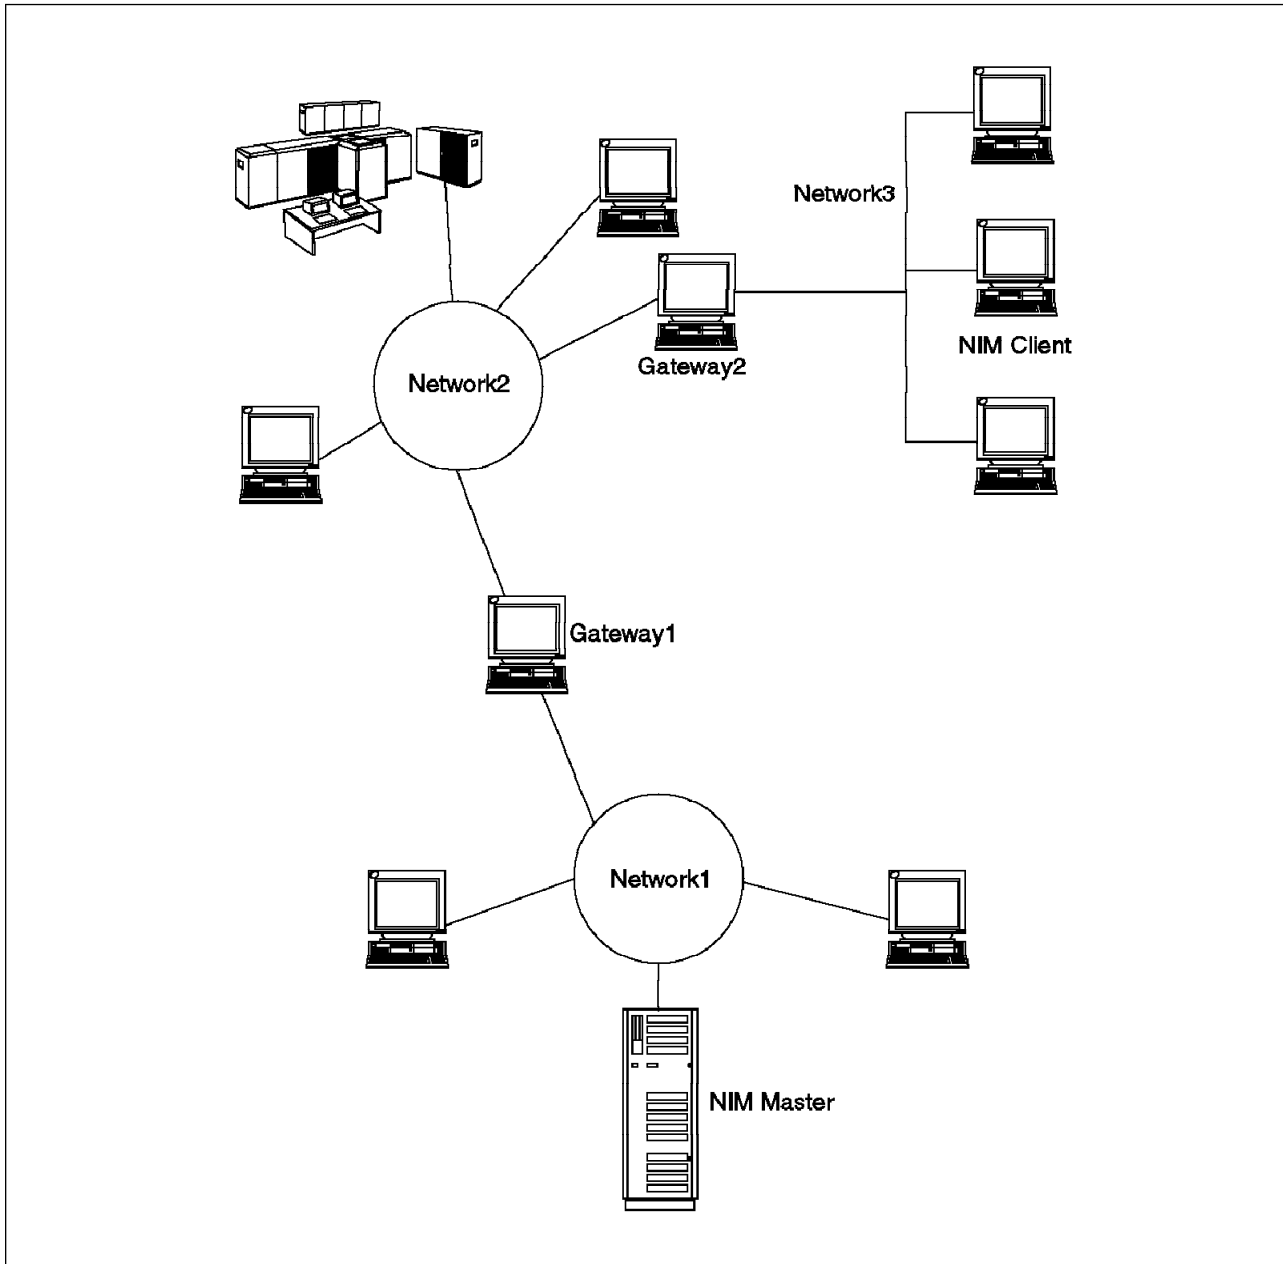 Network3
NIM Client
Gateway2
Network2
Gateway1
Network1
NIM Master